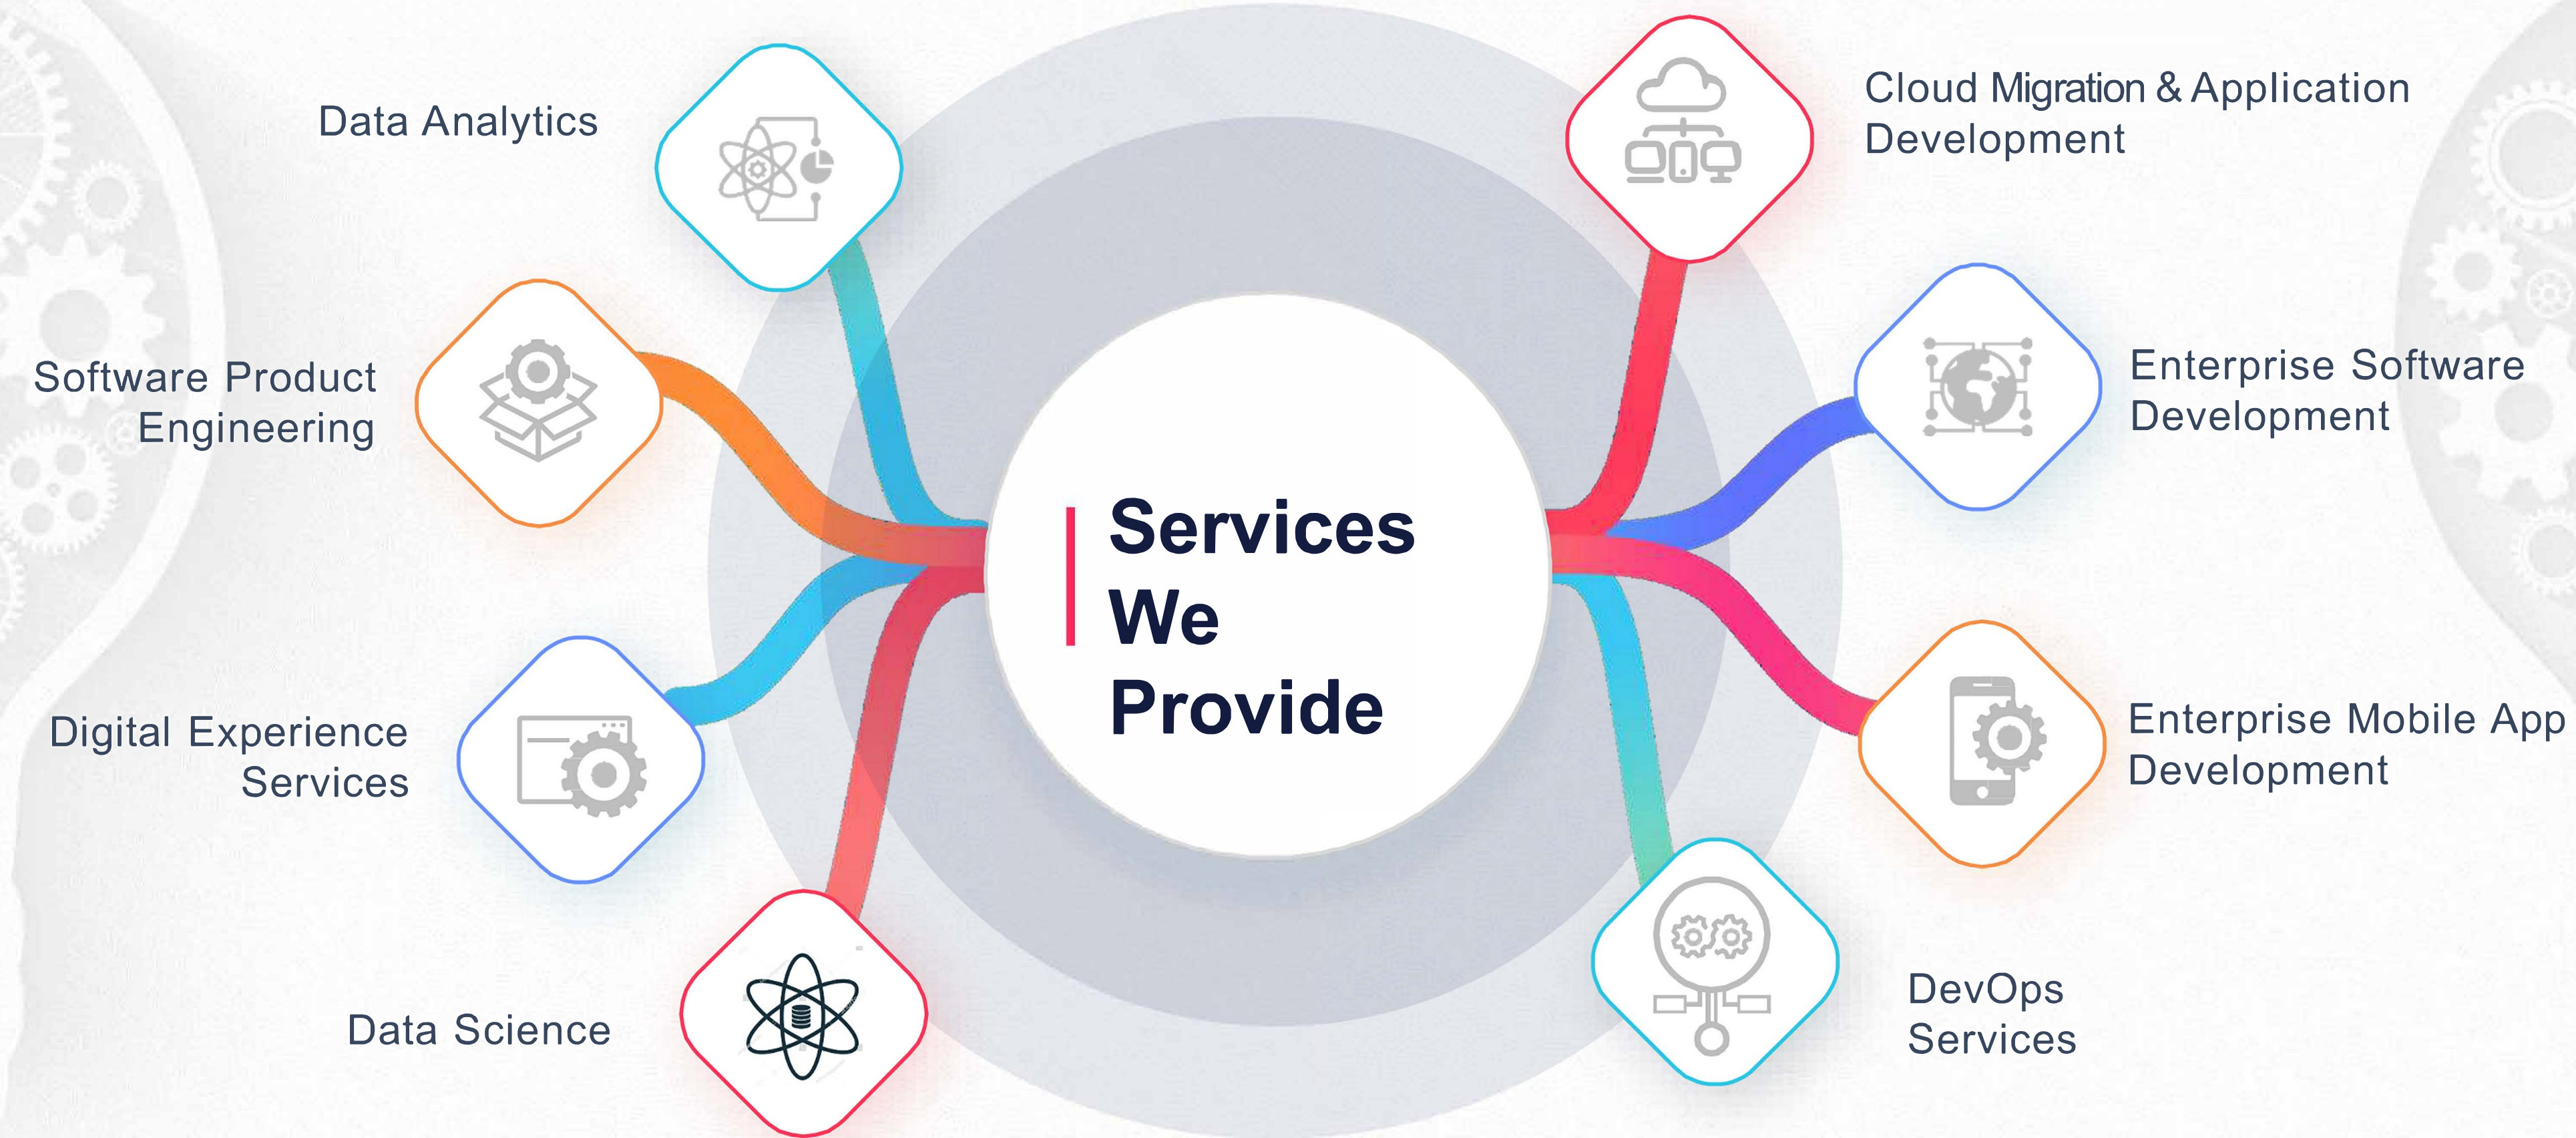 Data Analytics
Software Product
Engineering
Digital Experience
Services
Data Science
Services
We
Provide
Cloud Migration & Application
Development
Enterprise Software
Development
Enterprise Mobile App
Development
DevOps
Services